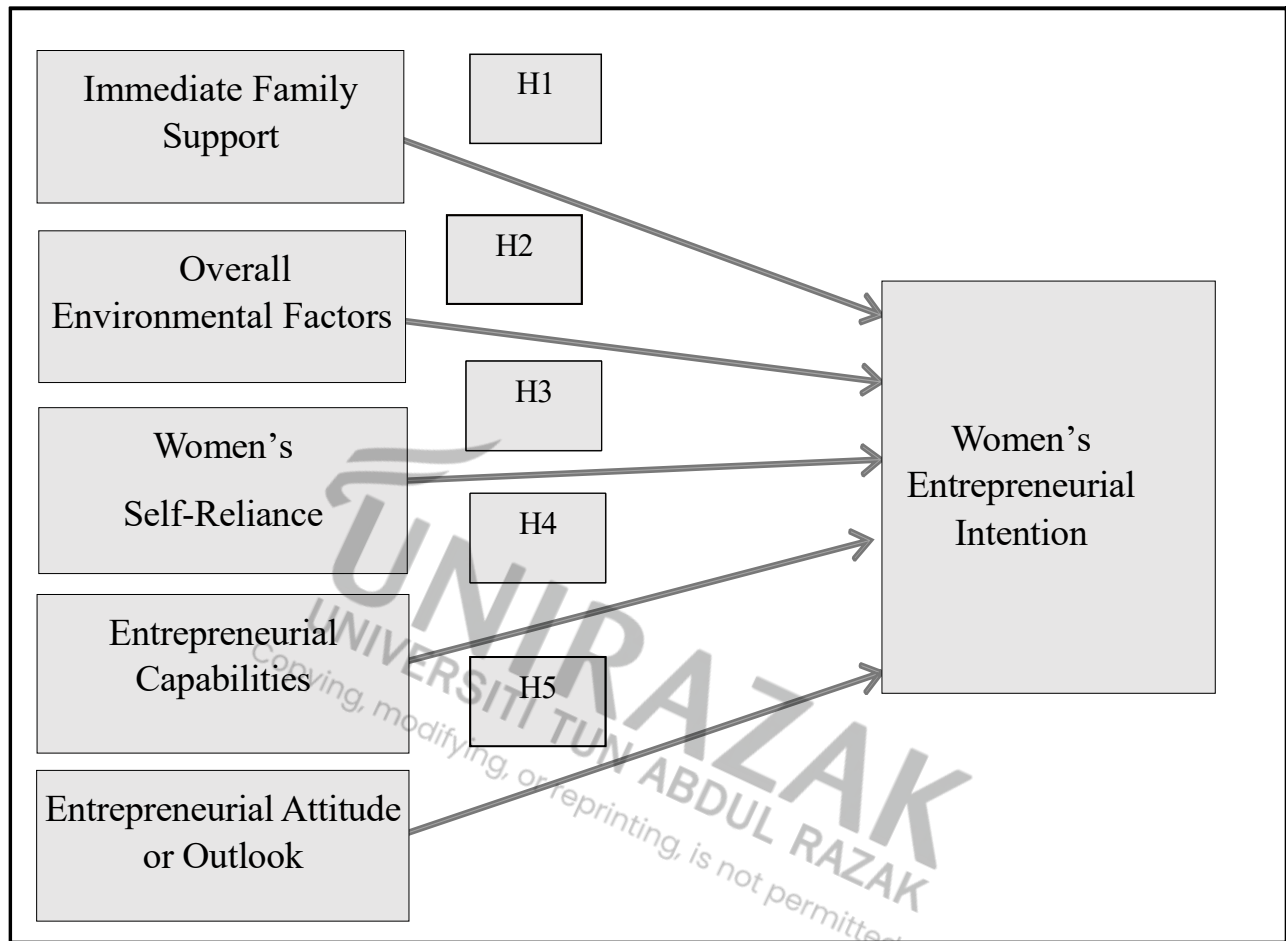 Immediate Family
Support
H1
Overall
Environmental Factors
H2
Women’s
Self-Reliance
H3
Entrepreneurial
Capabilities
H4
Entrepreneurial Attitude
or Outlook
H5
Women’s
Entrepreneurial
Intention
UNIRAZAK
UNIVERSITI TUN ABDUL RAZAK
Copying, modifying, or reprinting, is not permitted